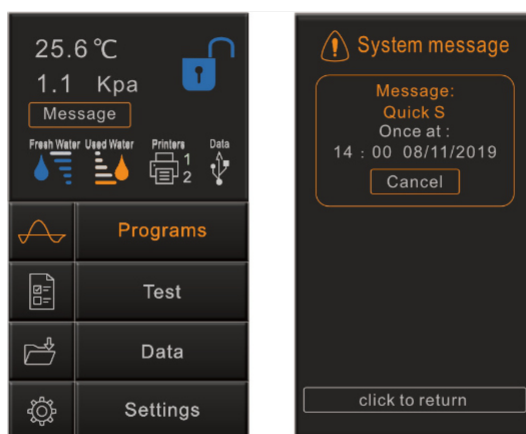 25.6 ℃
1.1 Kpa
Message
Fresh Water Used Water Printers Data
1
2
Programs
Test
Data
Settings
System message
Message:
Quick S
Once at :
14 : 00 08/11/2019
Cancel
click to return